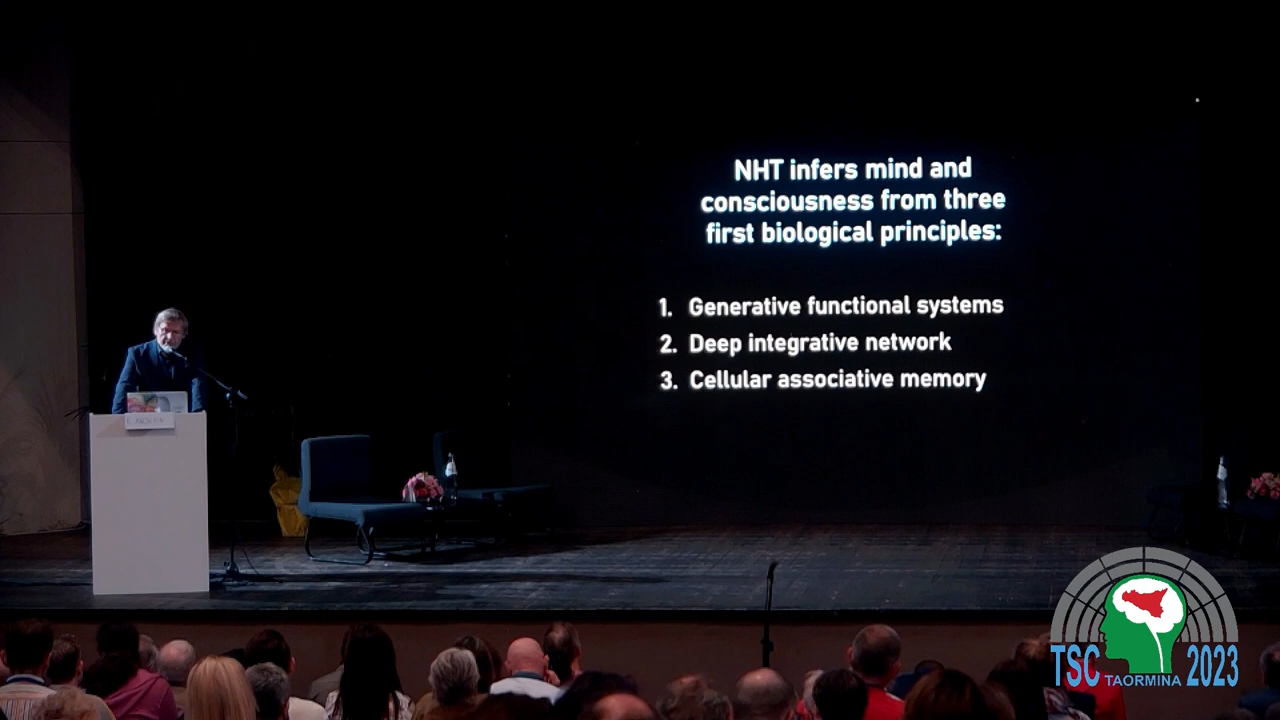 NHT infers mind and
consciousness from three
first biological principles:
1. Generative functional systems
2. Deep integrative network
3. Cellular associative memory
TSC TAORMINA 2023